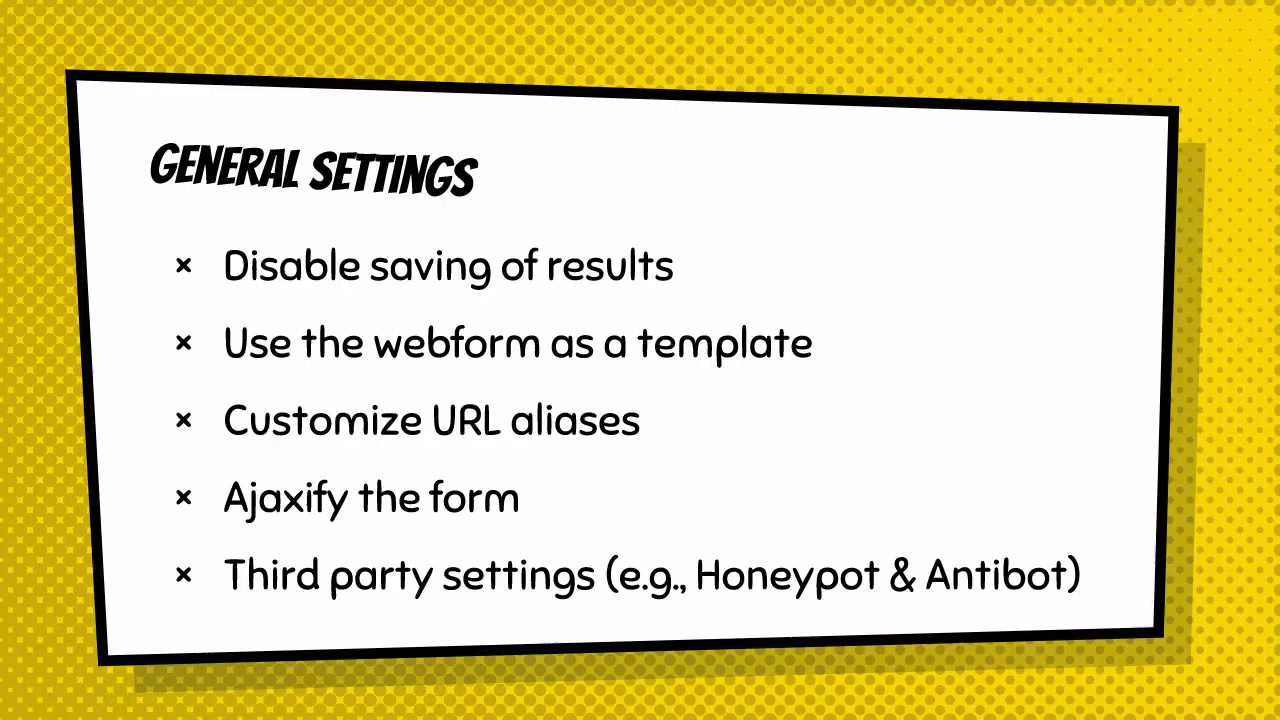 GENERAL SETTINGS
× Disable saving of results
× Use the webform as a template
× Customize URL aliases
× Ajaxify the form
× Third party settings (e.g., Honeypot & Antibot)